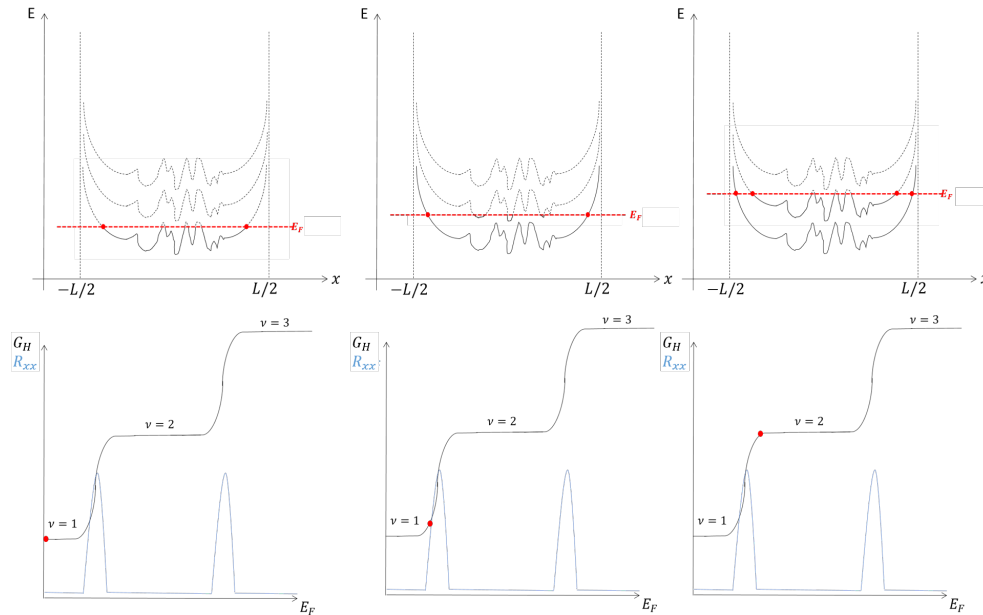 E
E_F
−L/2
L/2
x
E
E_F
−L/2
L/2
x
E
E_F
−L/2
L/2
x
G_H
R_xx
ν = 1
ν = 2
ν = 3
E_F
G_H
R_xx
ν = 1
ν = 2
ν = 3
E_F
G_H
R_xx
ν = 1
ν = 2
ν = 3
E_F